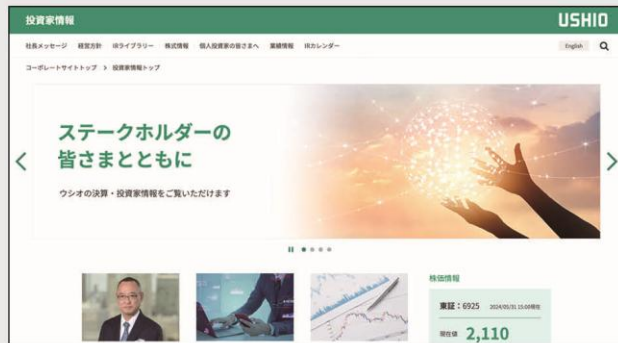 投資家情報
USHIO
社長メッセージ 経営方針 IRライブラリー 株式情報 個人投資家の皆さまへ 業績情報 IRカレンダー
English
コーポレートサイトトップ > 投資家情報トップ
ステークホルダーの
皆さまとともに
ウシオの決算・投資家情報をご覧いただけます
株価情報
東証:6925 2024/05/31 15:00現在
現在値 2,110